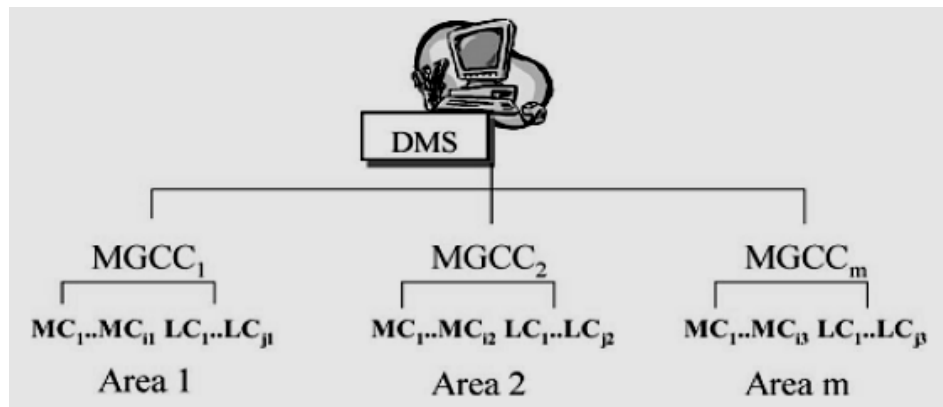 DMS
MGCC₁ MGCC₂ MGCCₘ
MC₁..MCᵢ₁ LC₁..LCⱼ₁ MC₁..MCᵢ₂ LC₁..LCⱼ₂ MC₁..MCᵢ₃ LC₁..LCⱼ₃
Area 1 Area 2 Area m